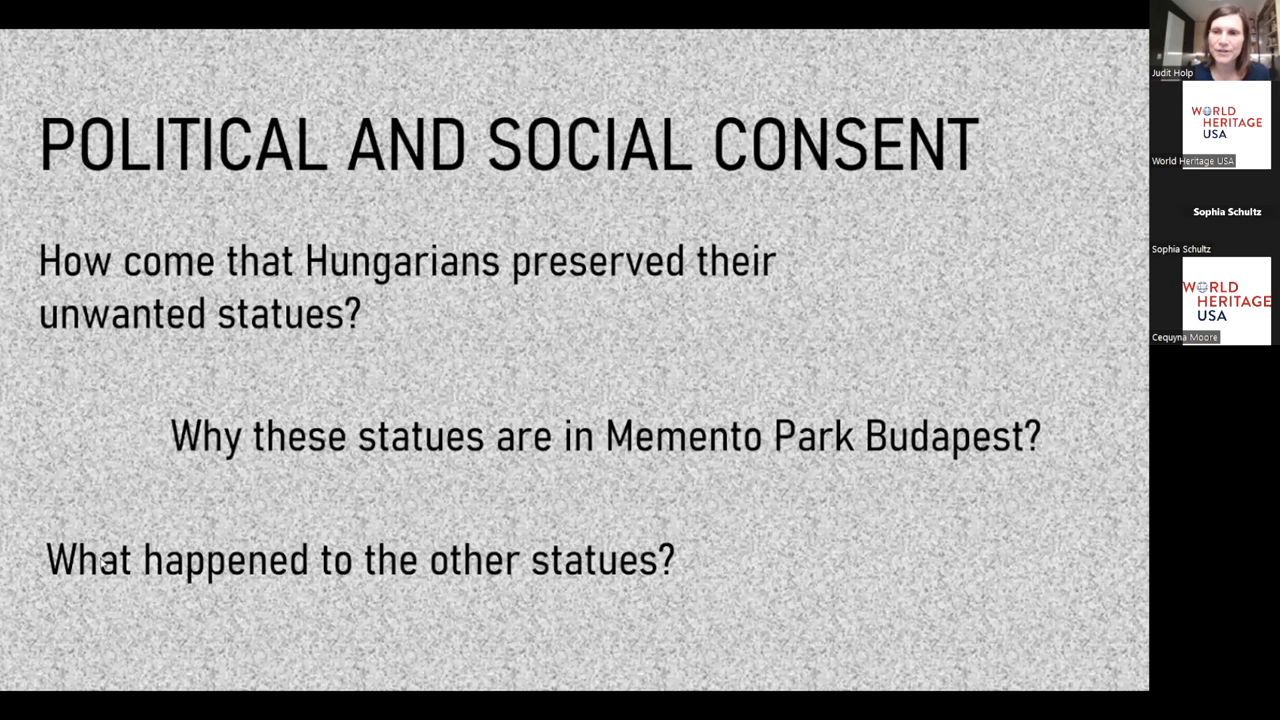 POLITICAL AND SOCIAL CONSENT
How come that Hungarians preserved their
unwanted statues?
Why these statues are in Memento Park Budapest?
What happened to the other statues?
Judit Holp
WORLD
HERITAGE
USA
World Heritage USA
Sophia Schultz
Sophia Schultz
WORLD
HERITAGE
USA
Cequyna Moore